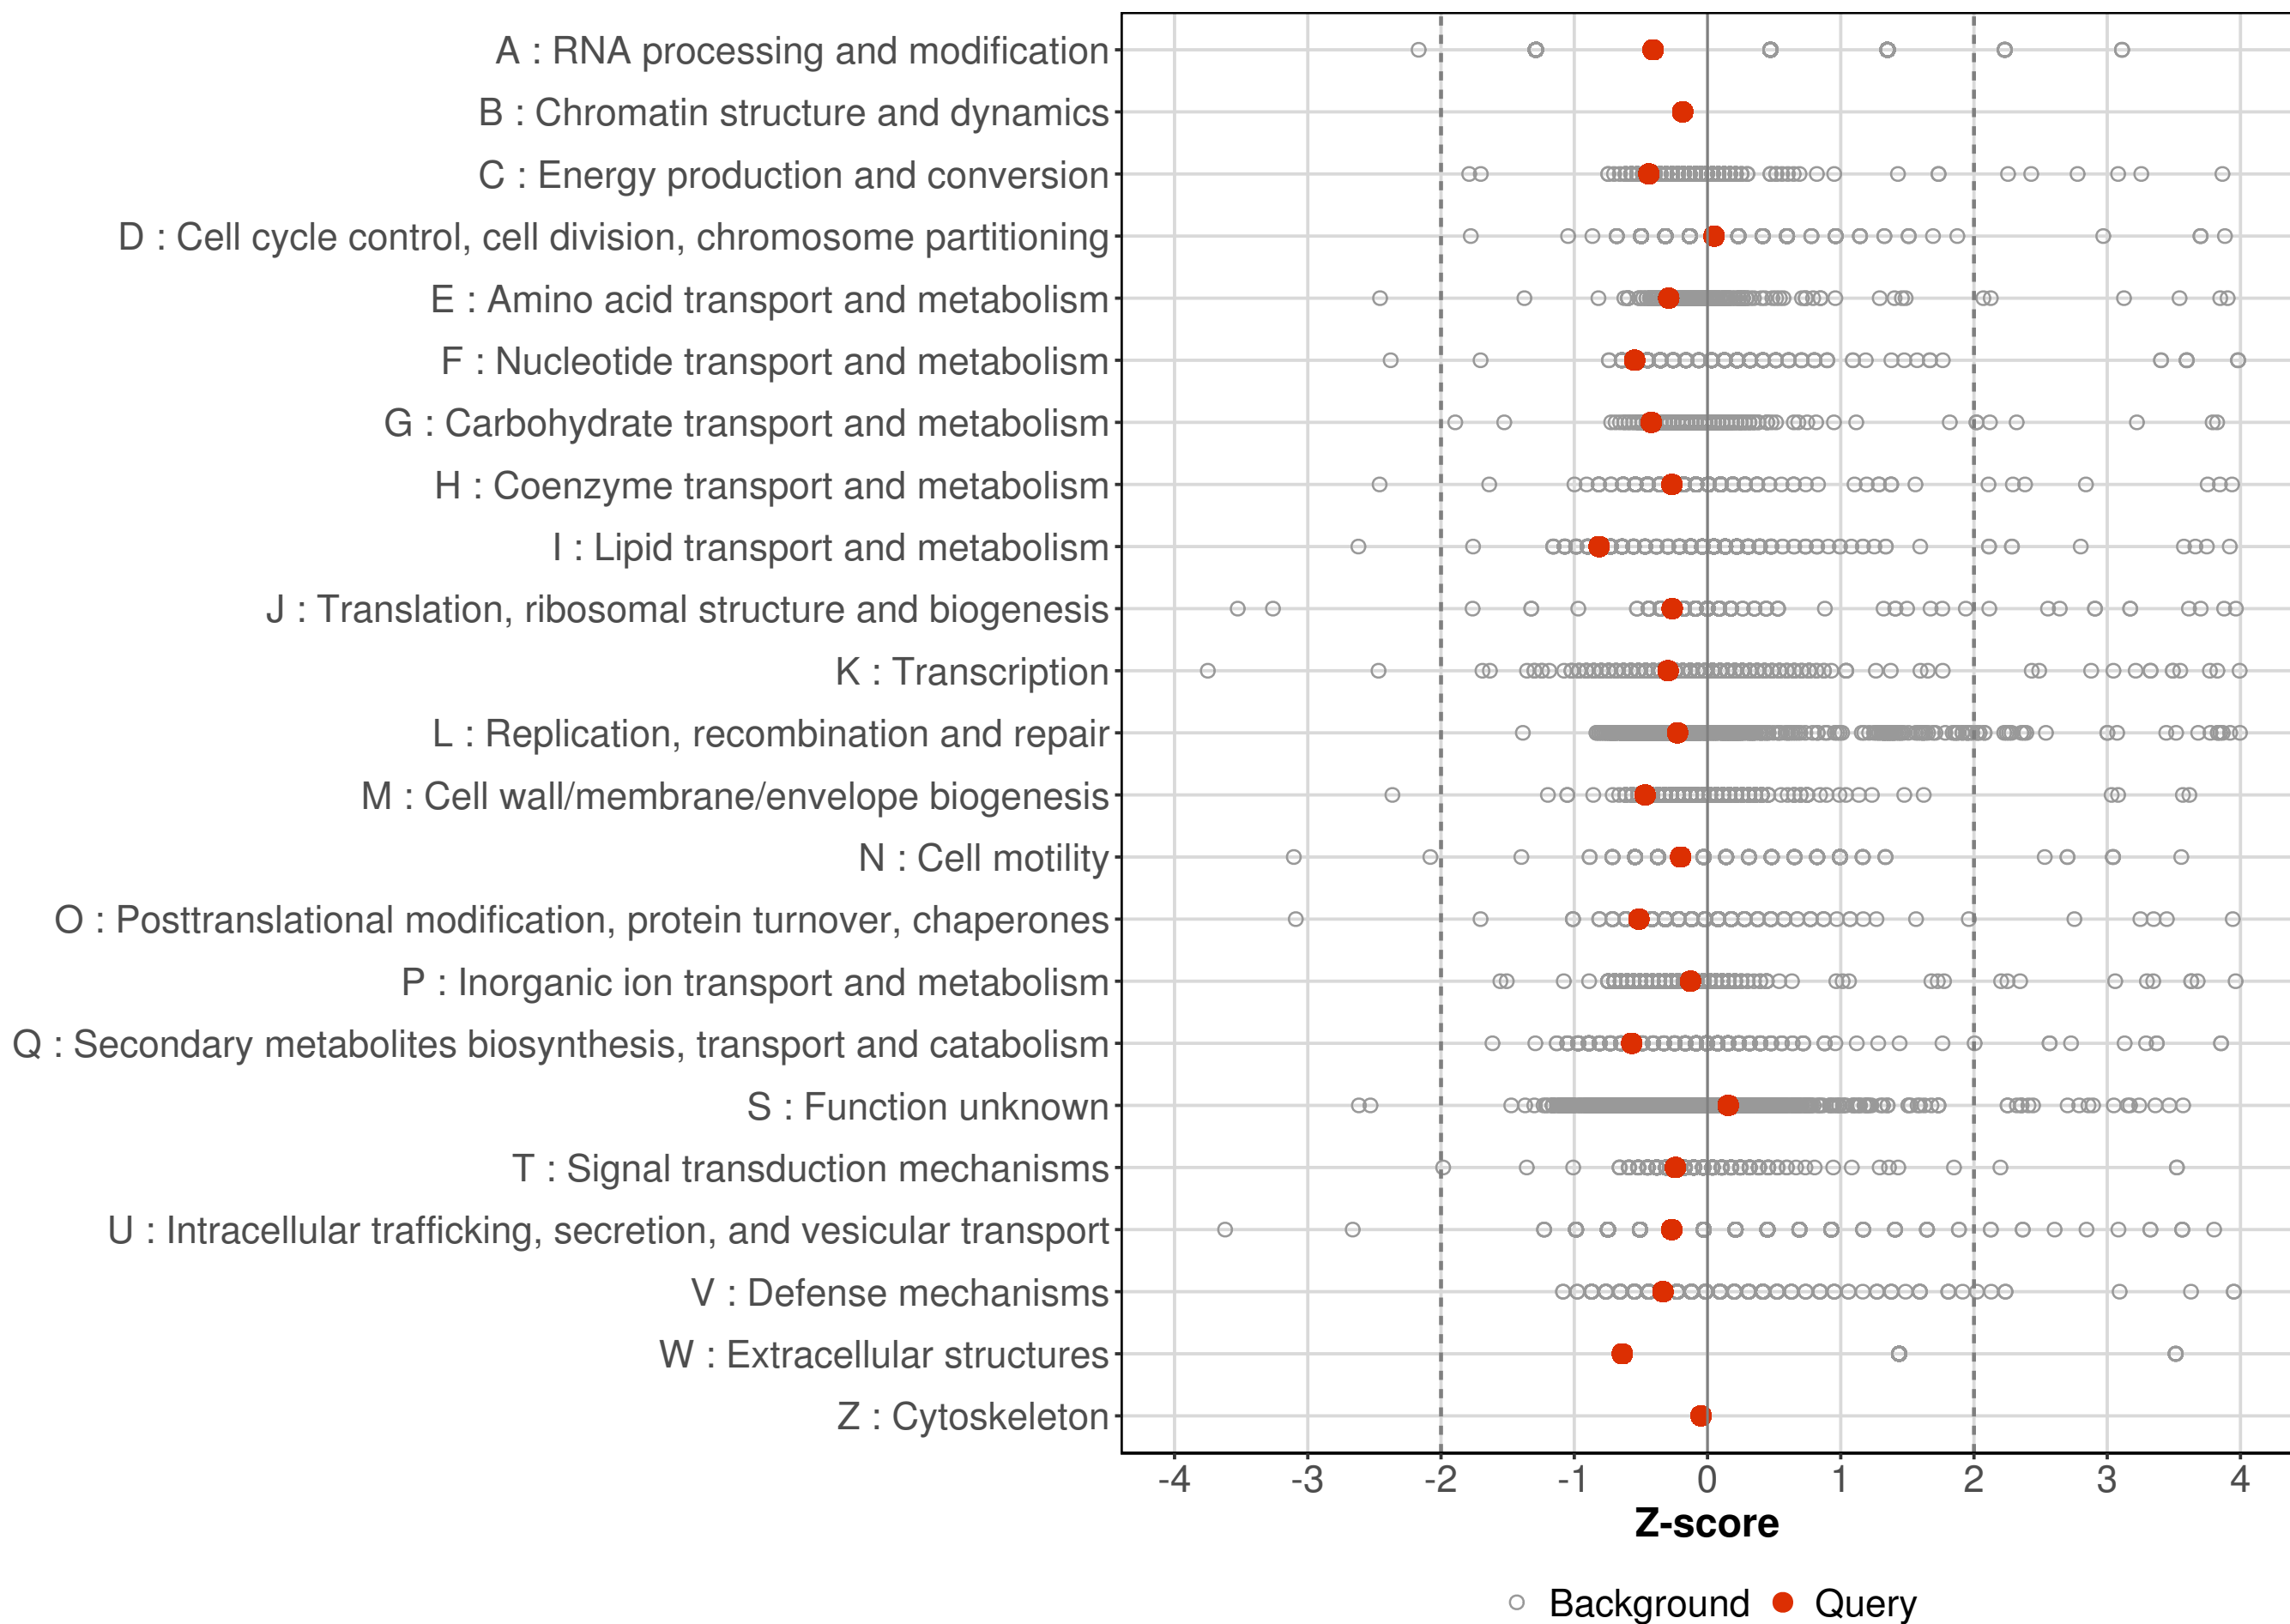 A : RNA processing and modification
B : Chromatin structure and dynamics
C : Energy production and conversion
D : Cell cycle control, cell division, chromosome partitioning
E : Amino acid transport and metabolism
F : Nucleotide transport and metabolism
G : Carbohydrate transport and metabolism
H : Coenzyme transport and metabolism
I : Lipid transport and metabolism
J : Translation, ribosomal structure and biogenesis
K : Transcription
L : Replication, recombination and repair
M : Cell wall/membrane/envelope biogenesis
N : Cell motility
O : Posttranslational modification, protein turnover, chaperones
P : Inorganic ion transport and metabolism
Q : Secondary metabolites biosynthesis, transport and catabolism
S : Function unknown
T : Signal transduction mechanisms
U : Intracellular trafficking, secretion, and vesicular transport
V : Defense mechanisms
W : Extracellular structures
Z : Cytoskeleton
-4 -3 -2 -1 0 1 2 3 4
Z-score
Background Query